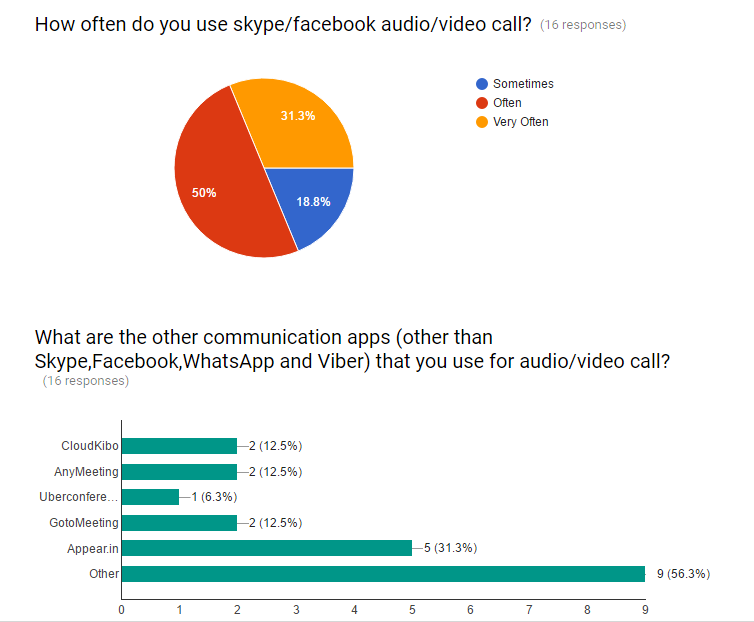 How often do you use skype/facebook audio/video call? (16 responses)
Sometimes
Often
Very Often
31.3%
50%
18.8%
What are the other communication apps (other than
Skype,Facebook,WhatsApp and Viber) that you use for audio/video call?
(16 responses)
CloudKibo 2 (12.5%)
AnyMeeting 2 (12.5%)
Uberconfere... 1 (6.3%)
GotoMeeting 2 (12.5%)
Appear.in 5 (31.3%)
Other 9 (56.3%)
0 1 2 3 4 5 6 7 8 9